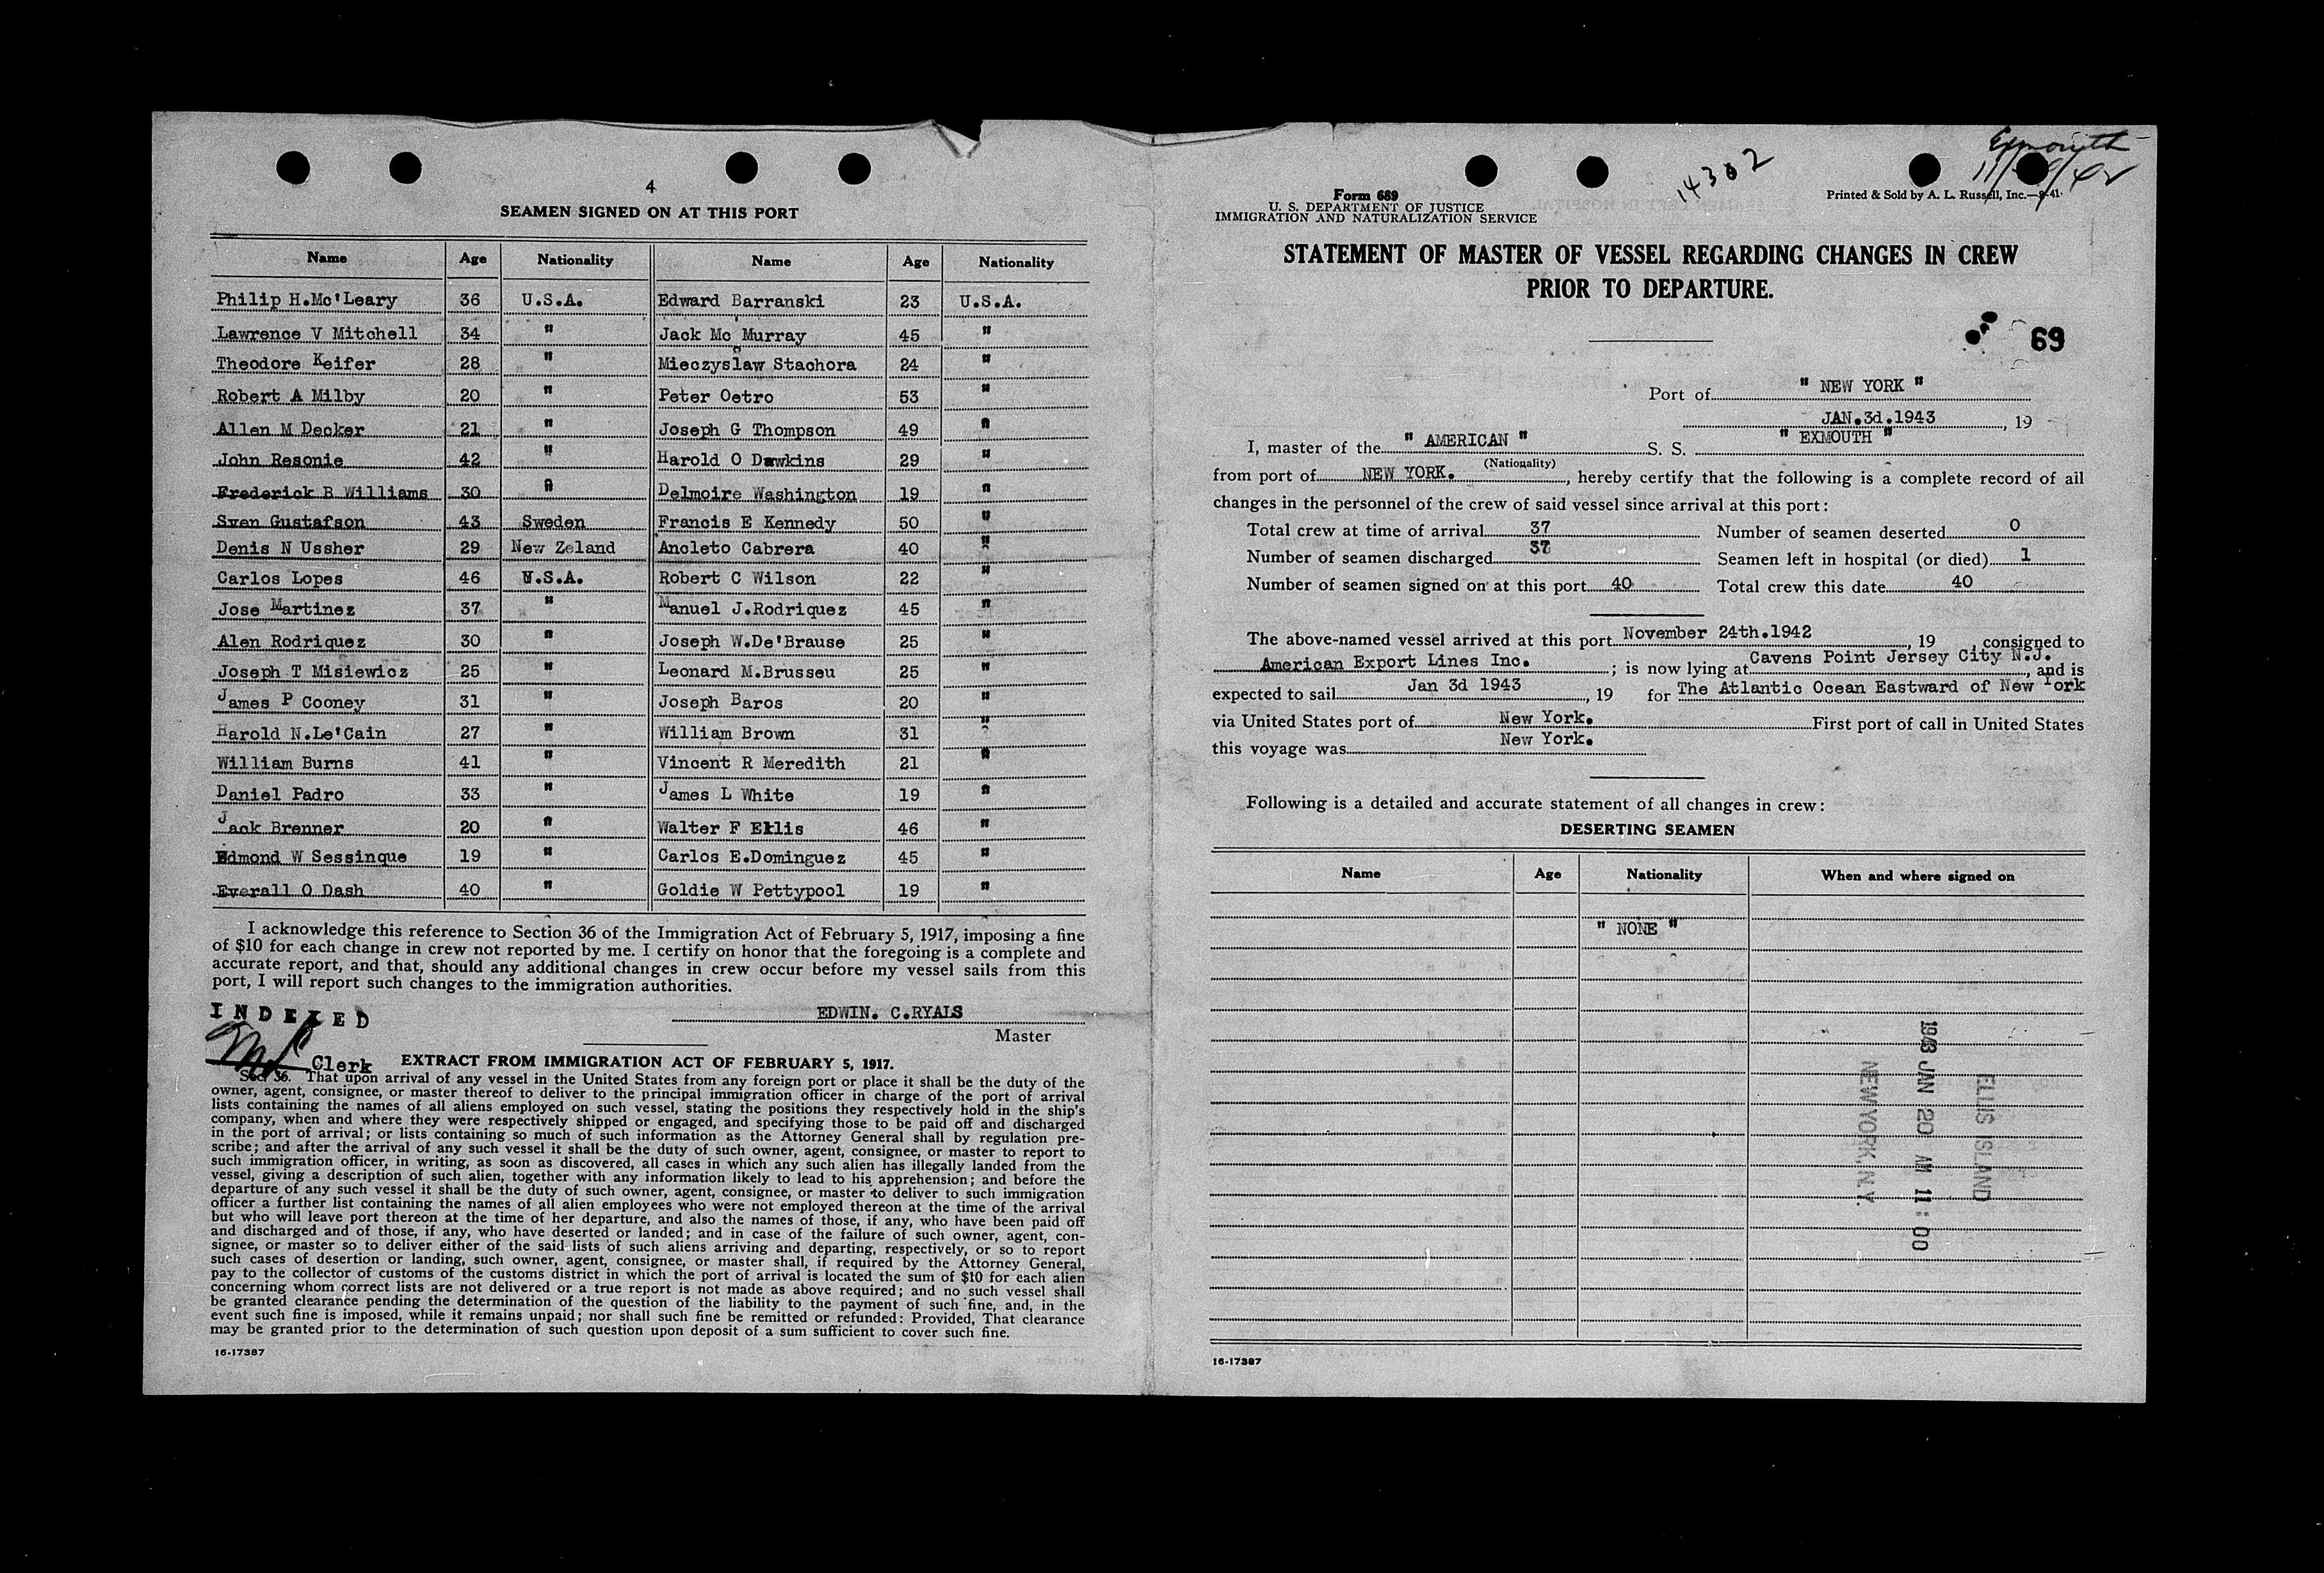 4
SEAMEN SIGNED ON AT THIS PORT
Name Age Nationality Name Age Nationality
Philip H.Mc'Leary 36 U.S.A. Edward Barranski 23 U.S.A.
Lawrence V Mitchell 34 " Jack Mc Murray 45 "
Theodore Keifer 28 " Mieczyslaw Stachora 24 "
Robert A Milby 20 " Peter Oetro 53 "
Allen M Decker 21 " Joseph G Thompson 49 "
John Resonie 42 " Harold O Dawkins 29 "
Frederick B Williams 30 " Delmoire Washington 19 "
Sven Gustafson 43 Sweden Francis E Kennedy 50 "
Denis N Ussher 29 New Zeland Ancleto Cabrera 40 "
Carlos Lopes 46 U.S.A. Robert C Wilson 22 "
Jose Martinez 37 " Manuel J.Rodriquez 45 "
Alen Rodriquez 30 " Joseph W.De'Brause 25 "
Joseph T Misiewicz 25 " Leonard M.Brusseu 25 "
James P Cooney 31 " Joseph Baros 20 "
Harold N.Le'Cain 27 " William Brown 31 "
William Burns 41 " Vincent R Meredith 21 "
Daniel Padro 33 " James L White 19 "
Jack Brenner 20 " Walter F Ellis 46 "
Edmond W Sessinque 19 " Carlos E.Dominguez 45 "
Everall O Dash 40 " Goldie W Pettypool 19 "
I acknowledge this reference to Section 36 of the Immigration Act of February 5, 1917, imposing a fine
of $10 for each change in crew not reported by me. I certify on honor that the foregoing is a complete and
accurate report, and that, should any additional changes in crew occur before my vessel sails from this
port, I will report such changes to the immigration authorities.
INDEXED
EDWIN. C.RYALS
Master
Clerk
EXTRACT FROM IMMIGRATION ACT OF FEBRUARY 5, 1917.
Sec. 36. That upon arrival of any vessel in the United States from any foreign port or place it shall be the duty of the
owner, agent, consignee, or master thereof to deliver to the principal immigration officer in charge of the port of arrival
lists containing the names of all aliens employed on such vessel, stating the positions they respectively hold in the ship's
company, when and where they were respectively shipped or engaged, and specifying those to be paid off and discharged
in the port of arrival; or lists containing so much of such information as the Attorney General shall by regulation pre-
scribe; and after the arrival of any such vessel it shall be the duty of such owner, agent, consignee, or master to report to
such immigration officer, in writing, as soon as discovered, all cases in which any such alien has illegally landed from the
vessel, giving a description of such alien, together with any information likely to lead to his apprehension; and before the
departure of any such vessel it shall be the duty of such owner, agent, consignee, or master to deliver to such immigration
officer a further list containing the names of all alien employees who were not employed thereon at the time of the arrival
but who will leave port thereon at the time of her departure, and also the names of those, if any, who have been paid off
and discharged and of those, if any, who have deserted or landed; and in case of the failure of such owner, agent, con-
signee, or master so to deliver either of the said lists of such aliens arriving and departing, respectively, or so to report
such cases of desertion or landing, such owner, agent, consignee, or master shall, if required by the Attorney General,
pay to the collector of customs of the customs district in which the port of arrival is located the sum of $10 for each alien
concerning whom correct lists are not delivered or a true report is not made as above required; and no such vessel shall
be granted clearance pending the determination of the question of the liability to the payment of such fine, and, in the
event such fine is imposed, while it remains unpaid; nor shall such fine be remitted or refunded: Provided, That clearance
may be granted prior to the determination of such question upon deposit of a sum sufficient to cover such fine.
16-17387
Exmouth
14302
Form 689
U. S. DEPARTMENT OF JUSTICE
IMMIGRATION AND NATURALIZATION SERVICE
Printed & Sold by A. L. Russell, Inc.—9-41
STATEMENT OF MASTER OF VESSEL REGARDING CHANGES IN CREW
PRIOR TO DEPARTURE.
69
Port of " NEW YORK "
JAN.3d.1943, 19
I, master of the " AMERICAN " S. S. " EXMOUTH "
(Nationality)
from port of NEW YORK., hereby certify that the following is a complete record of all
changes in the personnel of the crew of said vessel since arrival at this port:
Total crew at time of arrival 37 Number of seamen deserted 0
Number of seamen discharged 37 Seamen left in hospital (or died) 1
Number of seamen signed on at this port 40 Total crew this date 40
The above-named vessel arrived at this port November 24th.1942, 19 , consigned to
American Export Lines Inc.; is now lying at Cavens Point Jersey City N.J., and is
expected to sail Jan 3d 1943, 19 for The Atlantic Ocean Eastward of New York
via United States port of New York. First port of call in United States
this voyage was New York.
Following is a detailed and accurate statement of all changes in crew:
DESERTING SEAMEN
Name Age Nationality When and where signed on
" NONE "
ELLIS ISLAND
1943 JAN 20 AM 11:00
NEW YORK, N.Y.
16-17387